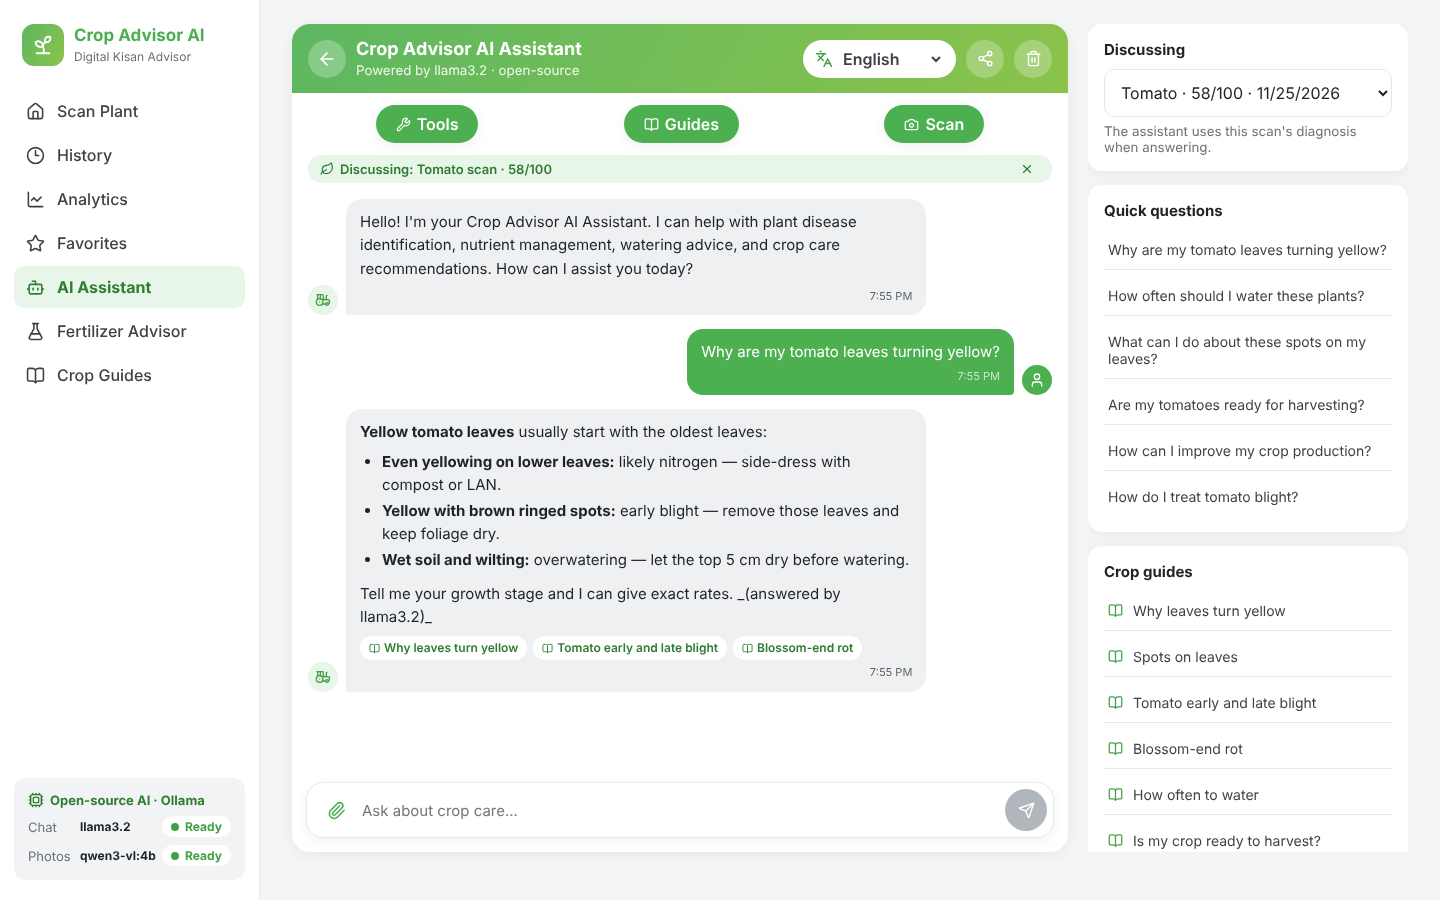 Crop Advisor AI
Digital Kisan Advisor
Scan Plant
History
Analytics
Favorites
AI Assistant
Fertilizer Advisor
Crop Guides
Open-source AI · Ollama
Chat llama3.2 Ready
Photos qwen3-vl:4b Ready
Crop Advisor AI Assistant
Powered by llama3.2 · open-source
English
Tools
Guides
Scan
Discussing: Tomato scan · 58/100
Hello! I'm your Crop Advisor AI Assistant. I can help with plant disease
identification, nutrient management, watering advice, and crop care
recommendations. How can I assist you today?
7:55 PM
Why are my tomato leaves turning yellow?
7:55 PM
Yellow tomato leaves usually start with the oldest leaves:
• Even yellowing on lower leaves: likely nitrogen — side-dress with
compost or LAN.
• Yellow with brown ringed spots: early blight — remove those leaves and
keep foliage dry.
• Wet soil and wilting: overwatering — let the top 5 cm dry before watering.
Tell me your growth stage and I can give exact rates. _(answered by
llama3.2)_
Why leaves turn yellow
Tomato early and late blight
Blossom-end rot
7:55 PM
Ask about crop care...
Discussing
Tomato · 58/100 · 11/25/2026
The assistant uses this scan's diagnosis
when answering.
Quick questions
Why are my tomato leaves turning yellow?
How often should I water these plants?
What can I do about these spots on my
leaves?
Are my tomatoes ready for harvesting?
How can I improve my crop production?
How do I treat tomato blight?
Crop guides
Why leaves turn yellow
Spots on leaves
Tomato early and late blight
Blossom-end rot
How often to water
Is my crop ready to harvest?